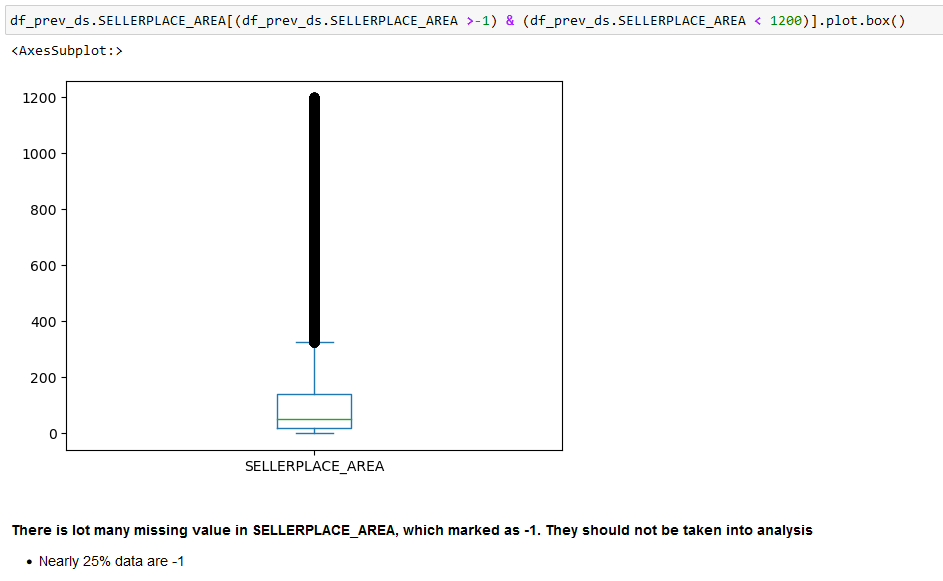 df_prev_ds.SELLERPLACE_AREA[(df_prev_ds.SELLERPLACE_AREA >-1) & (df_prev_ds.SELLERPLACE_AREA < 1200)].plot.box()
<AxesSubplot:>
1200
1000
800
600
400
200
0
SELLERPLACE_AREA
There is lot many missing value in SELLERPLACE_AREA, which marked as -1. They should not be taken into analysis
• Nearly 25% data are -1